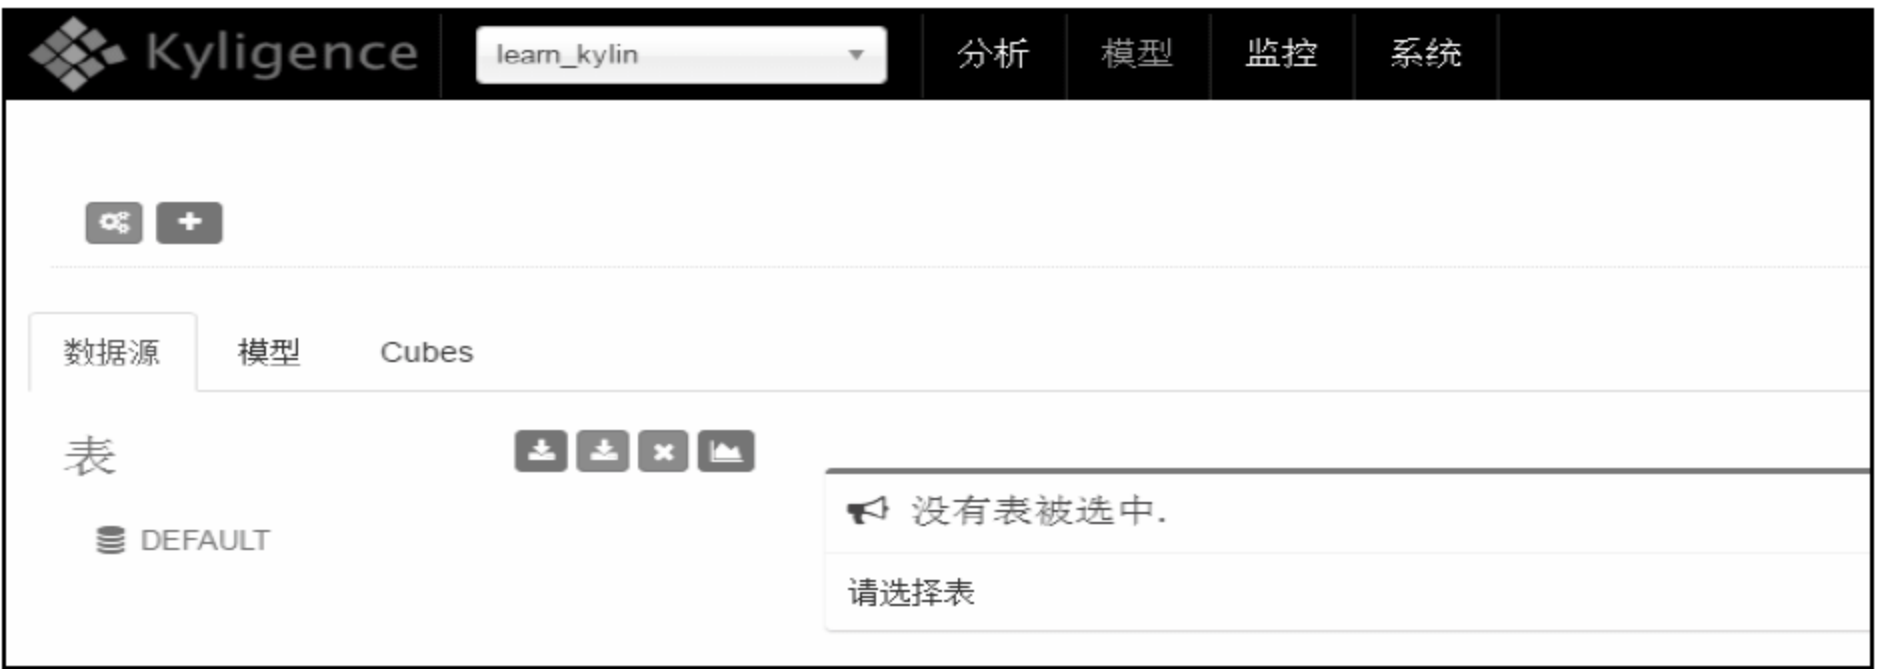 Kyligence learn_kylin 分析 模型 监控 系统
数据源 模型 Cubes
表
没有表被选中.
DEFAULT
请选择表